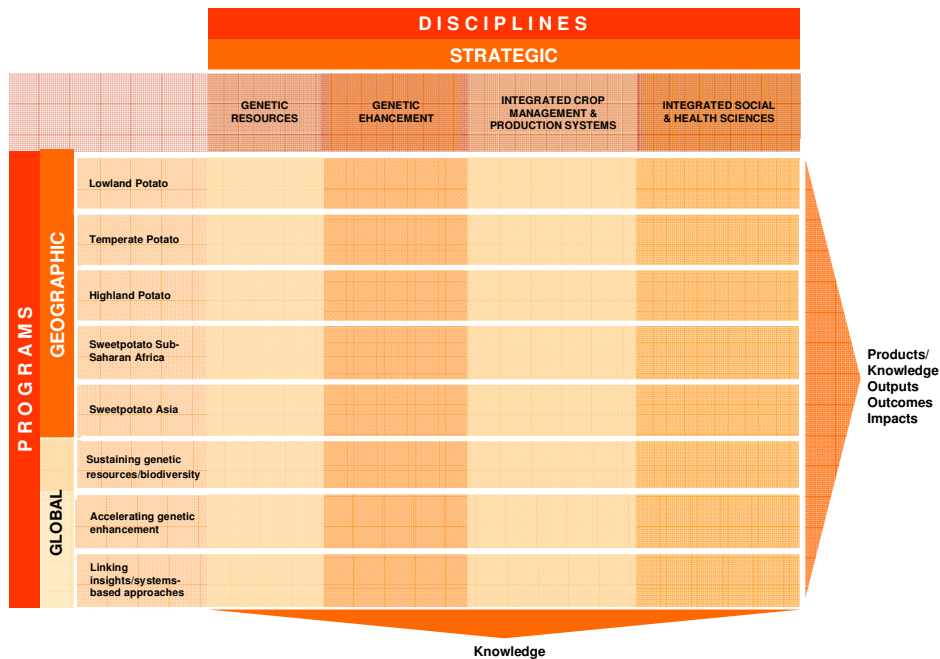 DISCIPLINES
STRATEGIC
GENETIC
RESOURCES
GENETIC
EHANCEMENT
INTEGRATED CROP
MANAGEMENT &
PRODUCTION SYSTEMS
INTEGRATED SOCIAL
& HEALTH SCIENCES
PROGRAMS
GEOGRAPHIC
Lowland Potato
Temperate Potato
Highland Potato
Sweetpotato Sub-
Saharan Africa
Sweetpotato Asia
GLOBAL
Sustaining genetic
resources/biodiversity
Accelerating genetic
enhancement
Linking
insights/systems-
based approaches
Products/
Knowledge
Outputs
Outcomes
Impacts
Knowledge